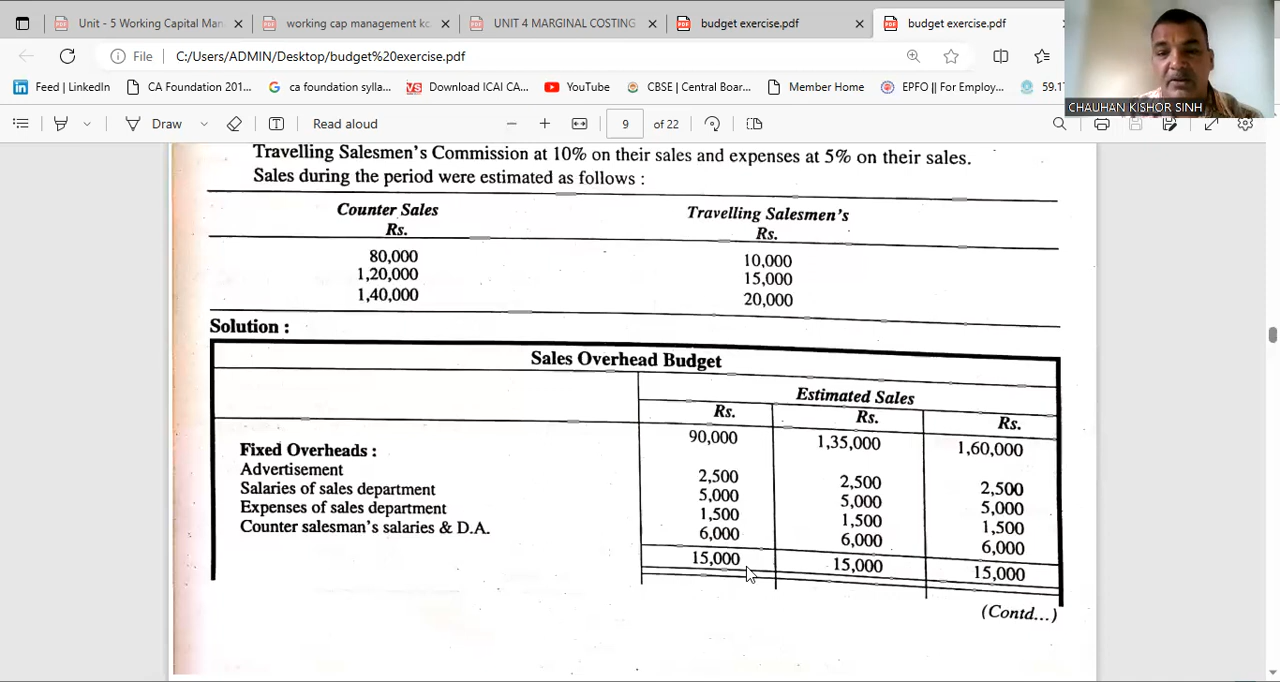 Unit - 5 Working Capital Man
working cap management kc.
UNIT 4 MARGINAL COSTING
budget exercise.pdf
budget exercise.pdf
File
C:/Users/ADMIN/Desktop/budget%20exercise.pdf
Feed | LinkedIn
CA Foundation 201...
ca foundation sylla...
Download ICAI CA...
YouTube
CBSE | Central Boar...
Member Home
EPFO || For Employ...
59.1
CHAUHAN KISHOR SINH
Draw
Read aloud
9
of 22
Travelling Salesmen's Commission at 10% on their sales and expenses at 5% on their sales.
Sales during the period were estimated as follows :
Counter Sales Travelling Salesmen's
Rs. Rs.
80,000 10,000
1,20,000 15,000
1,40,000 20,000
Solution :
Sales Overhead Budget
Estimated Sales
Rs. Rs. Rs.
90,000 1,35,000 1,60,000
Fixed Overheads :
Advertisement 2,500 2,500 2,500
Salaries of sales department 5,000 5,000 5,000
Expenses of sales department 1,500 1,500 1,500
Counter salesman's salaries & D.A. 6,000 6,000 6,000
15,000 15,000 15,000
(Contd...)